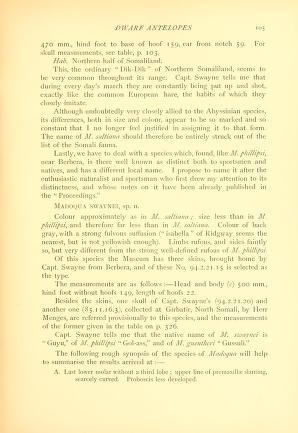 DWARF ANTELOPES 105
470 mm., hind foot to base of hoof 159, ear from notch 59. For
skull measurements, see table, p. 103.
Hab. Northern half of Somaliland.
This, the ordinary "Dik-Dik" of Northern Somaliland, seems to
be very common throughout its range. Capt. Swayne tells me that
during every day's march they are constantly being put up and shot,
exactly like the common European hare, the habits of which they
closely imitate.
Although undoubtedly very closely allied to the Abyssinian species,
its differences, both in size and colour, appear to be so marked and so
constant that I no longer feel justified in assigning it to that form.
The name of M. saltiana should therefore be entirely struck out of the
list of the Somali fauna.
Lastly, we have to deal with a species which, found, like M. phillipsi,
near Berbera, is there well known as distinct both to sportsmen and
natives, and has a different local name. I propose to name it after the
enthusiastic naturalist and sportsman who first drew my attention to its
distinctness, and whose notes on it have been already published in
the "Proceedings."
MADOQUA SWAYNEI, sp. n.
Colour approximately as in M. saltiana; size less than in M.
phillipsi, and therefore far less than in M. saltiana. Colour of back
gray, with a strong fulvous suffusion ("isabella" of Ridgway seems the
nearest, but is not yellowish enough). Limbs rufous, and sides faintly
so, but very different from the strong well-defined rufous of M. phillipsi
Of this species the Museum has three skins, brought home by
Capt. Swayne from Berbera, and of these No. 94.2.21.15 is selected as
the type.
The measurements are as follows:—Head and body (c) 500 mm.,
hind foot without hoofs 149, length of hoofs 22.
Besides the skins, one skull of Capt. Swayne's (94.2.21.20) and
another one (85.11.16.3), collected at Girbatir, North Somali, by Herr
Menges, are referred provisionally to this species, and the measurements
of the former given in the table on p. 326.
Capt. Swayne tells me that the native name of M. swaynei is
"Guyu," of M. phillipsi "Gol-ass," and of M. guentheri "Gussuli."
The following rough synopsis of the species of Madoqua will help
to summarise the results arrived at:—
A. Last lower molar without a third lobe; upper line of premaxillæ slanting,
scarcely curved. Proboscis less developed.